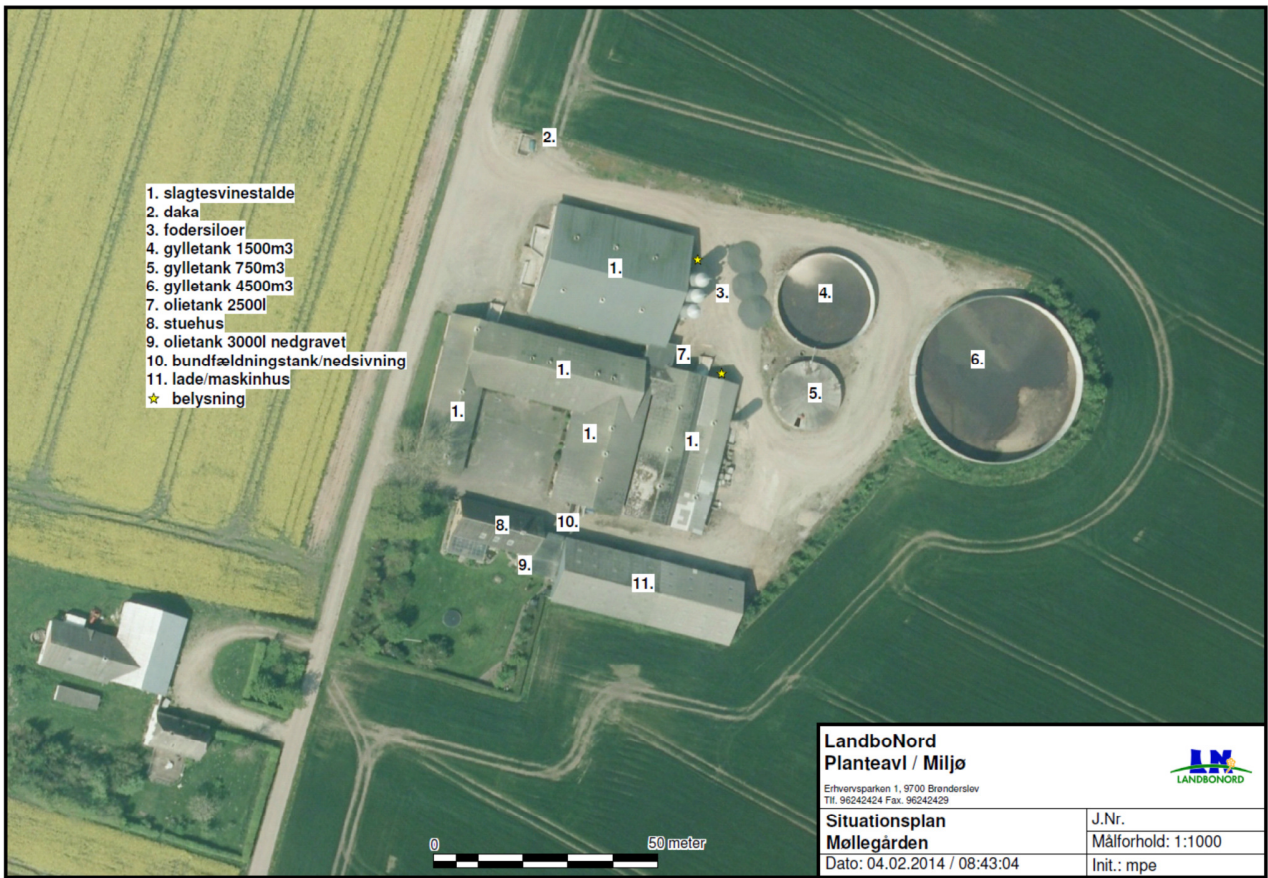 1. slagtesvinestalde
2. daka
3. fodersiloer
4. gylletank 1500m3
5. gylletank 750m3
6. gylletank 4500m3
7. olietank 2500l
8. stuehus
9. olietank 3000l nedgravet
10. bundfældningstank/nedsivning
11. lade/maskinhus
belysning
2.
1.
3.
4.
7.
6.
1.
5.
1.
1.
1.
8.
10.
9.
11.
0 50 meter
LandboNord
Planteavl / Miljø
Erhvervsparken 1, 9700 Brønderslev
Tlf. 96242424 Fax. 96242429
LN
LANDBONORD
Situationsplan
Møllegården
Dato: 04.02.2014 / 08:43:04
J.Nr.
Målforhold: 1:1000
Init.: mpe